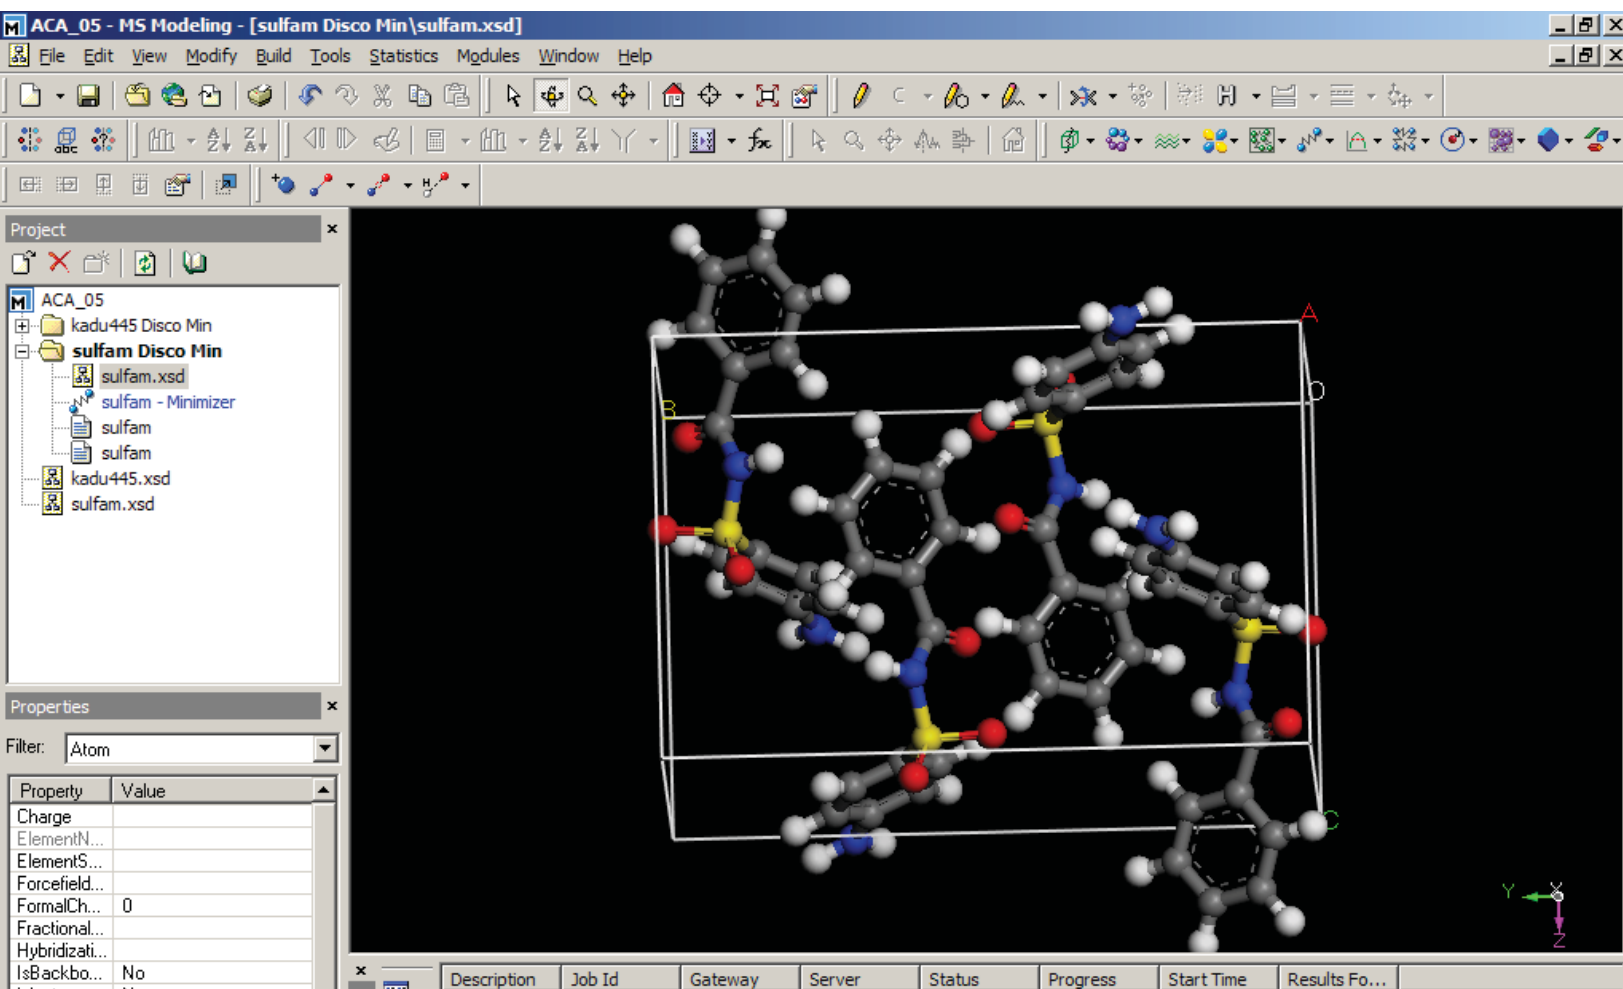 ACA_05 - MS Modeling - [sulfam Disco Min\sulfam.xsd]
File Edit View Modify Build Tools Statistics Modules Window Help
Project
ACA_05
kadu445 Disco Min
sulfam Disco Min
sulfam.xsd
sulfam - Minimizer
sulfam
sulfam
kadu445.xsd
sulfam.xsd
Properties
Filter: Atom
Property Value
Charge
ElementN...
ElementS...
Forcefield...
FormalCh... 0
Fractional...
Hybridizati...
IsBackbo... No
A
B
O
C
Y X
Z
Description Job Id Gateway Server Status Progress Start Time Results Fo...